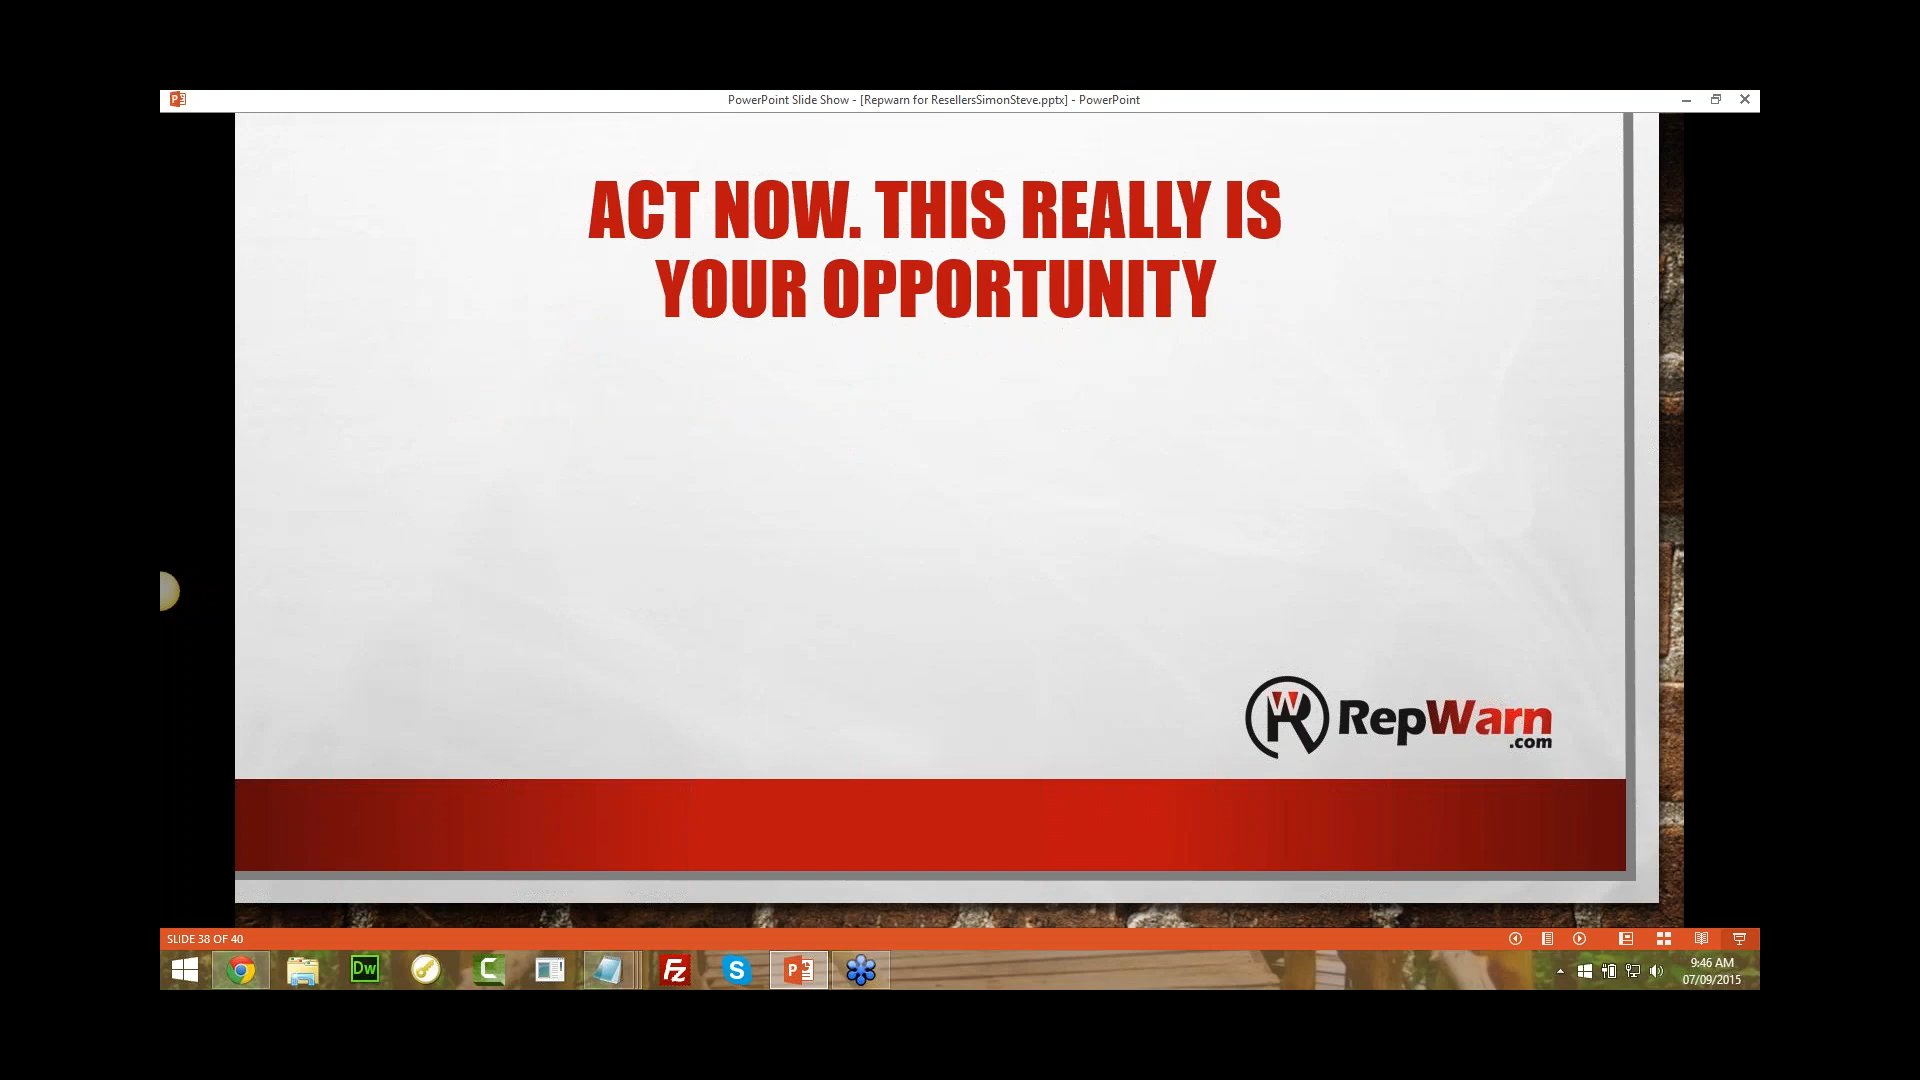 PowerPoint Slide Show - [Repwarn for ResellersSimonSteve.pptx] - PowerPoint
ACT NOW. THIS REALLY IS
YOUR OPPORTUNITY
RepWarn
.com
SLIDE 38 OF 40
Dw
9:46 AM
07/09/2015